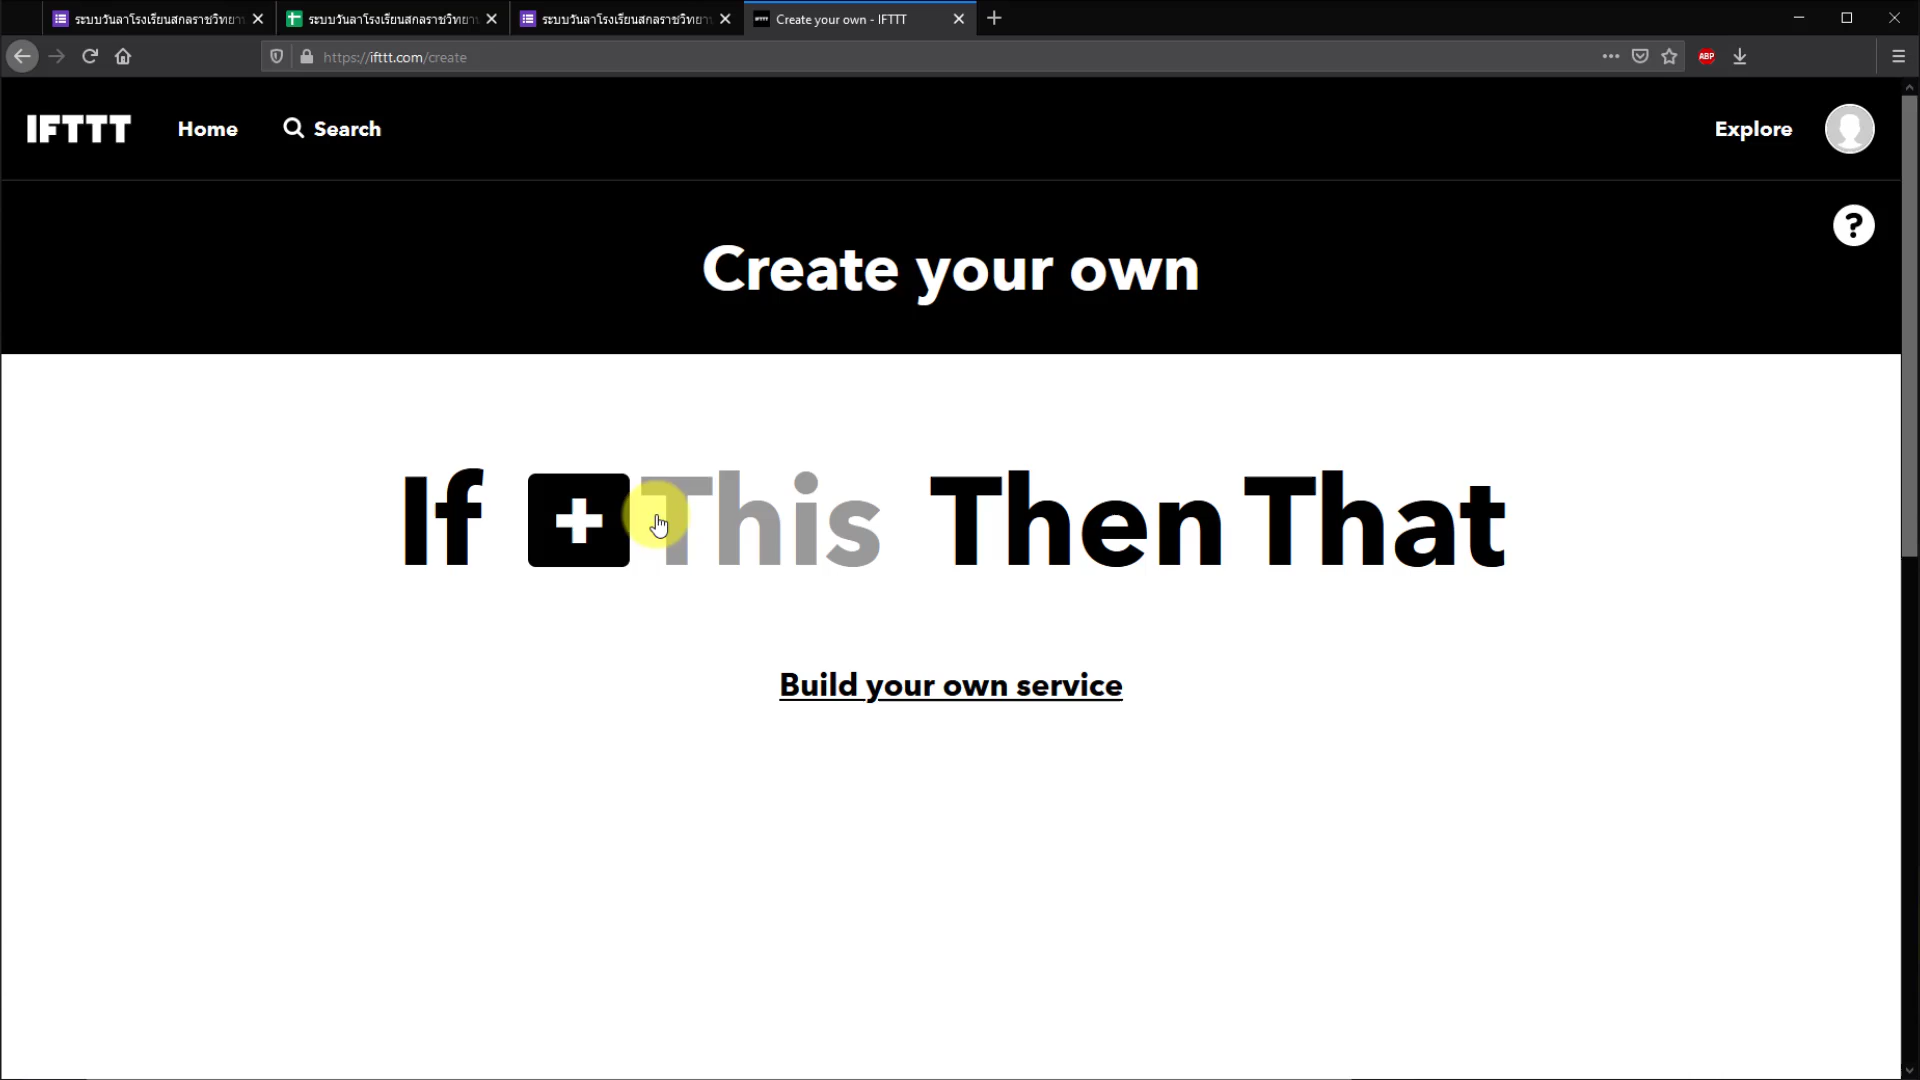 ระบบวันลาโรงเรียนสกลราชวิทยา
ระบบวันลาโรงเรียนสกลราชวิทยา
ระบบวันลาโรงเรียนสกลราชวิทยา
Create your own - IFTTT
https://ifttt.com/create
ABP
IFTTT
Home
Search
Explore
?
Create your own
If + This Then That
Build your own service